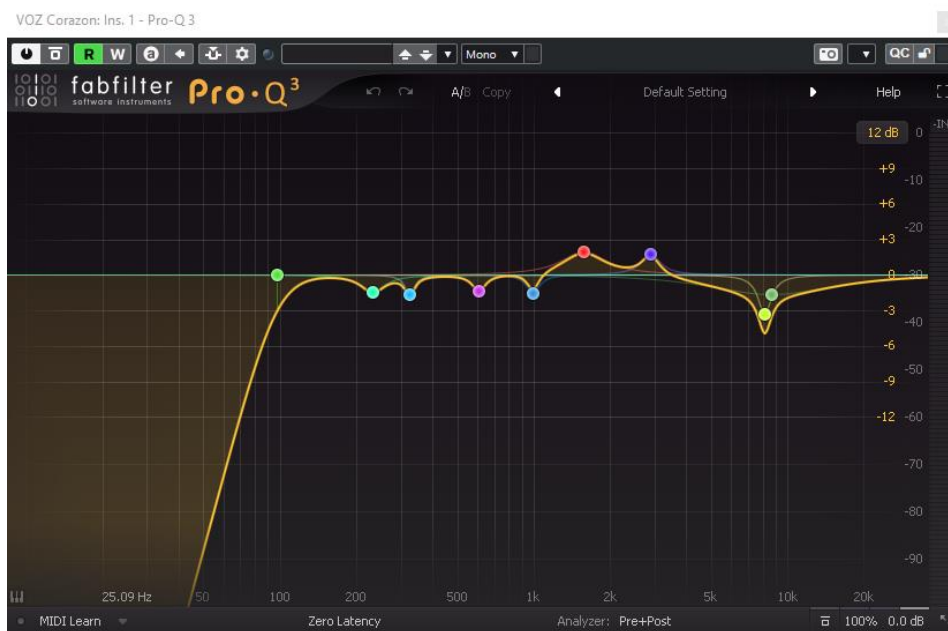 VOZ Corazon: Ins. 1 - Pro-Q 3
R W a Mono QC
fabfilter
software instruments
Pro·Q3
A/B Copy
Default Setting
Help
12 dB 0 -IN
+9
-10
+6
-20
+3
0 -30
-3
-40
-6
-50
-9
-12 -60
-70
-80
-90
25.09 Hz 50 100 200 500 1k 2k 5k 10k 20k
MIDI Learn Zero Latency Analyzer: Pre+Post 100% 0.0 dB